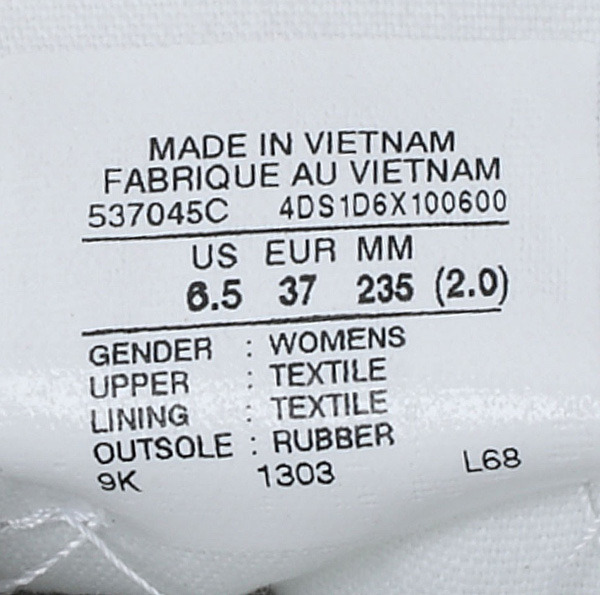 MADE IN VIETNAM
FABRIQUE AU VIETNAM
537045C 4DS1D6X100600
US EUR MM
6.5 37 235 (2.0)
GENDER : WOMENS
UPPER : TEXTILE
LINING : TEXTILE
OUTSOLE : RUBBER
9K 1303 L68